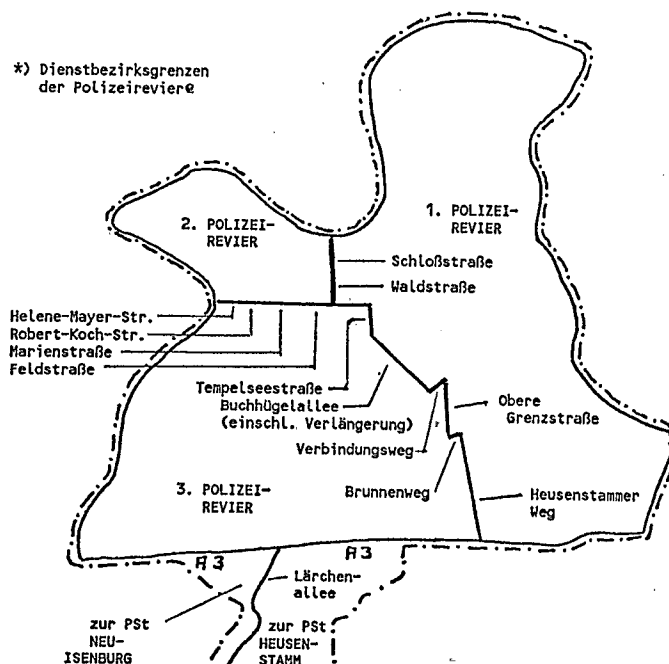 *) Dienstbezirksgrenzen
der Polizeireviere
2. POLIZEI-
REVIER
1. POLIZEI-
REVIER
Schloßstraße
Waldstraße
Helene-Mayer-Str.
Robert-Koch-Str.
Marienstraße
Feldstraße
Tempelseestraße
Buchhügelallee
(einschl. Verlängerung)
Verbindungsweg
Obere
Grenzstraße
Brunnenweg
3. POLIZEI-
REVIER
Heusenstammer
Weg
A3
A3
Lärchen-
allee
zur PSt
NEU-
ISENBURG
zur PSt
HEUSEN-
STAMM